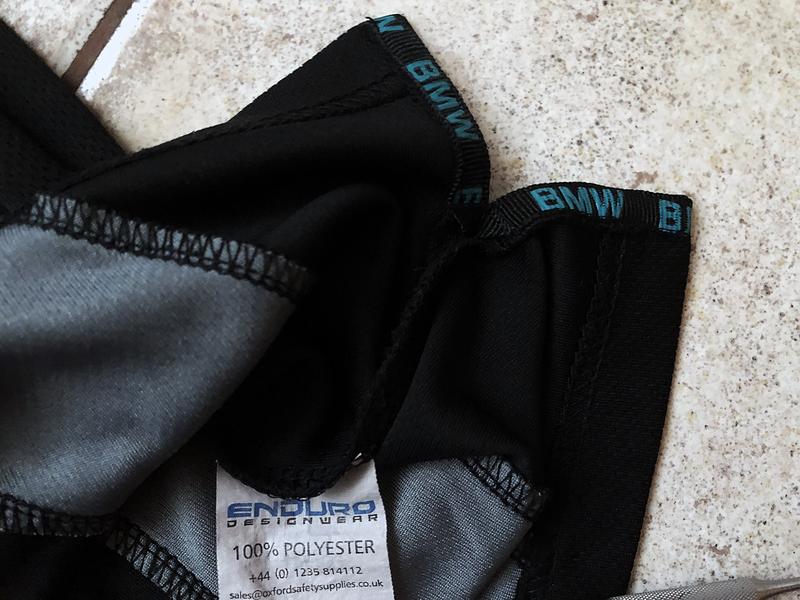 BMW
BMW
ENDURO
DESIGNWEAR
100% POLYESTER
+44 (0) 1235 814112
sales@oxfordsafetysupplies.co.uk